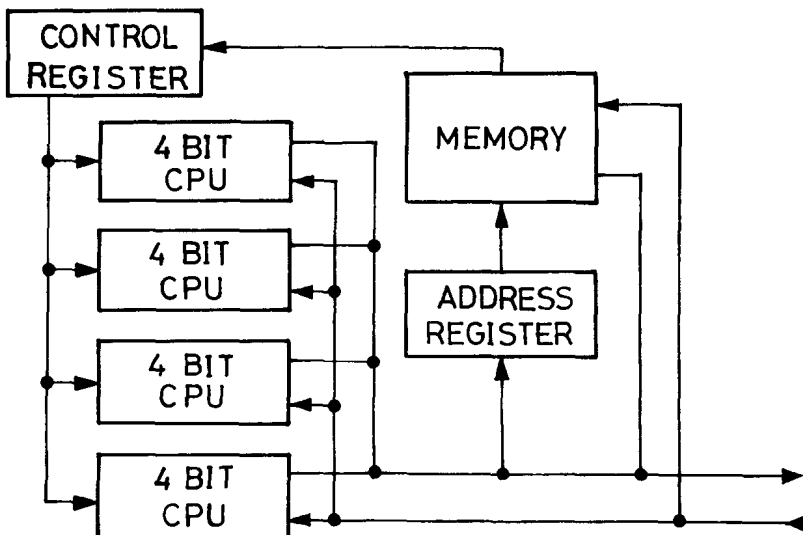 CONTROL
REGISTER
MEMORY
4 BIT
CPU
4 BIT
CPU
ADDRESS
REGISTER
4 BIT
CPU
4 BIT
CPU